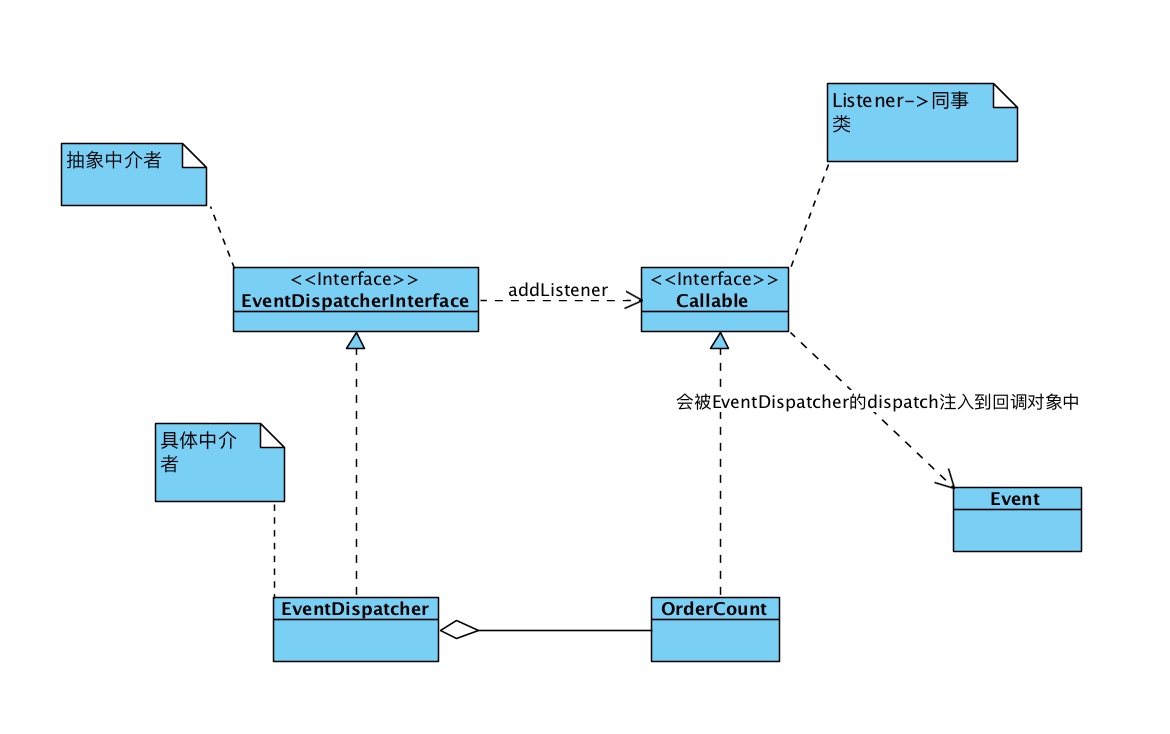 Listener->同事
类
抽象中介者
<<Interface>>
EventDispatcherInterface
addListener
<<Interface>>
Callable
会被EventDispatcher的dispatch注入到回调对象中
具体中介
者
Event
EventDispatcher
OrderCount